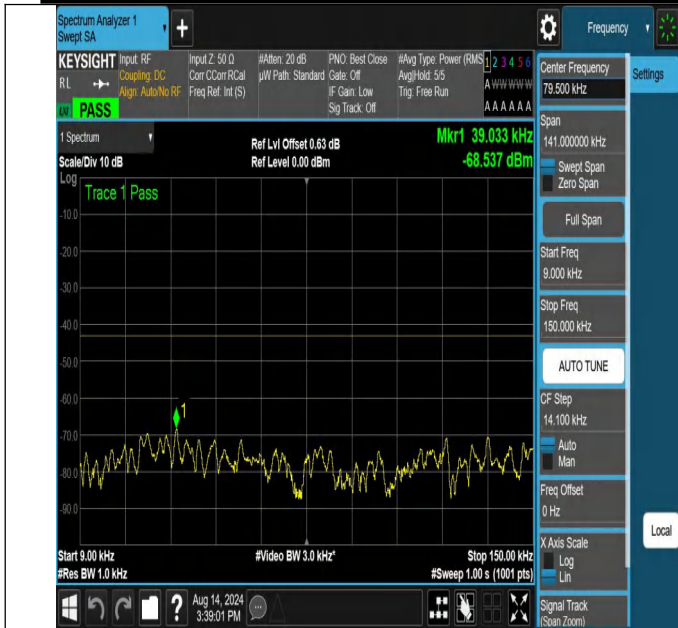 Spectrum Analyzer 1
Swept SA
+
Frequency
KEYSIGHT
RL
PASS
Input: RF
Coupling: DC
Align: Auto/No RF
Input Z: 50 Ω
Corr CCorr RCal
Freq Ref: Int (S)
#Atten: 20 dB
µW Path: Standard
PNO: Best Close
Gate: Off
IF Gain: Low
Sig Track: Off
#Avg Type: Power (RMS
Avg|Hold: 5/5
Trig: Free Run
1 2 3 4 5 6
A W W W W W
A A A A A A
1 Spectrum
Scale/Div 10 dB
Log
Ref Lvl Offset 0.63 dB
Ref Level 0.00 dBm
Mkr1 39.033 kHz
-68.537 dBm
Trace 1 Pass
-10.0
-20.0
-30.0
-40.0
-50.0
-60.0
-70.0
-80.0
-90.0
1
Start 9.00 kHz
#Res BW 1.0 kHz
#Video BW 3.0 kHz*
Stop 150.00 kHz
#Sweep 1.00 s (1001 pts)
Center Frequency
79.500 kHz
Settings
Span
141.000000 kHz
Swept Span
Zero Span
Full Span
Start Freq
9.000 kHz
Stop Freq
150.000 kHz
AUTO TUNE
CF Step
14.100 kHz
Auto
Man
Freq Offset
0 Hz
X Axis Scale
Log
Lin
Local
Signal Track
(Span Zoom)
?
Aug 14, 2024
3:39:01 PM